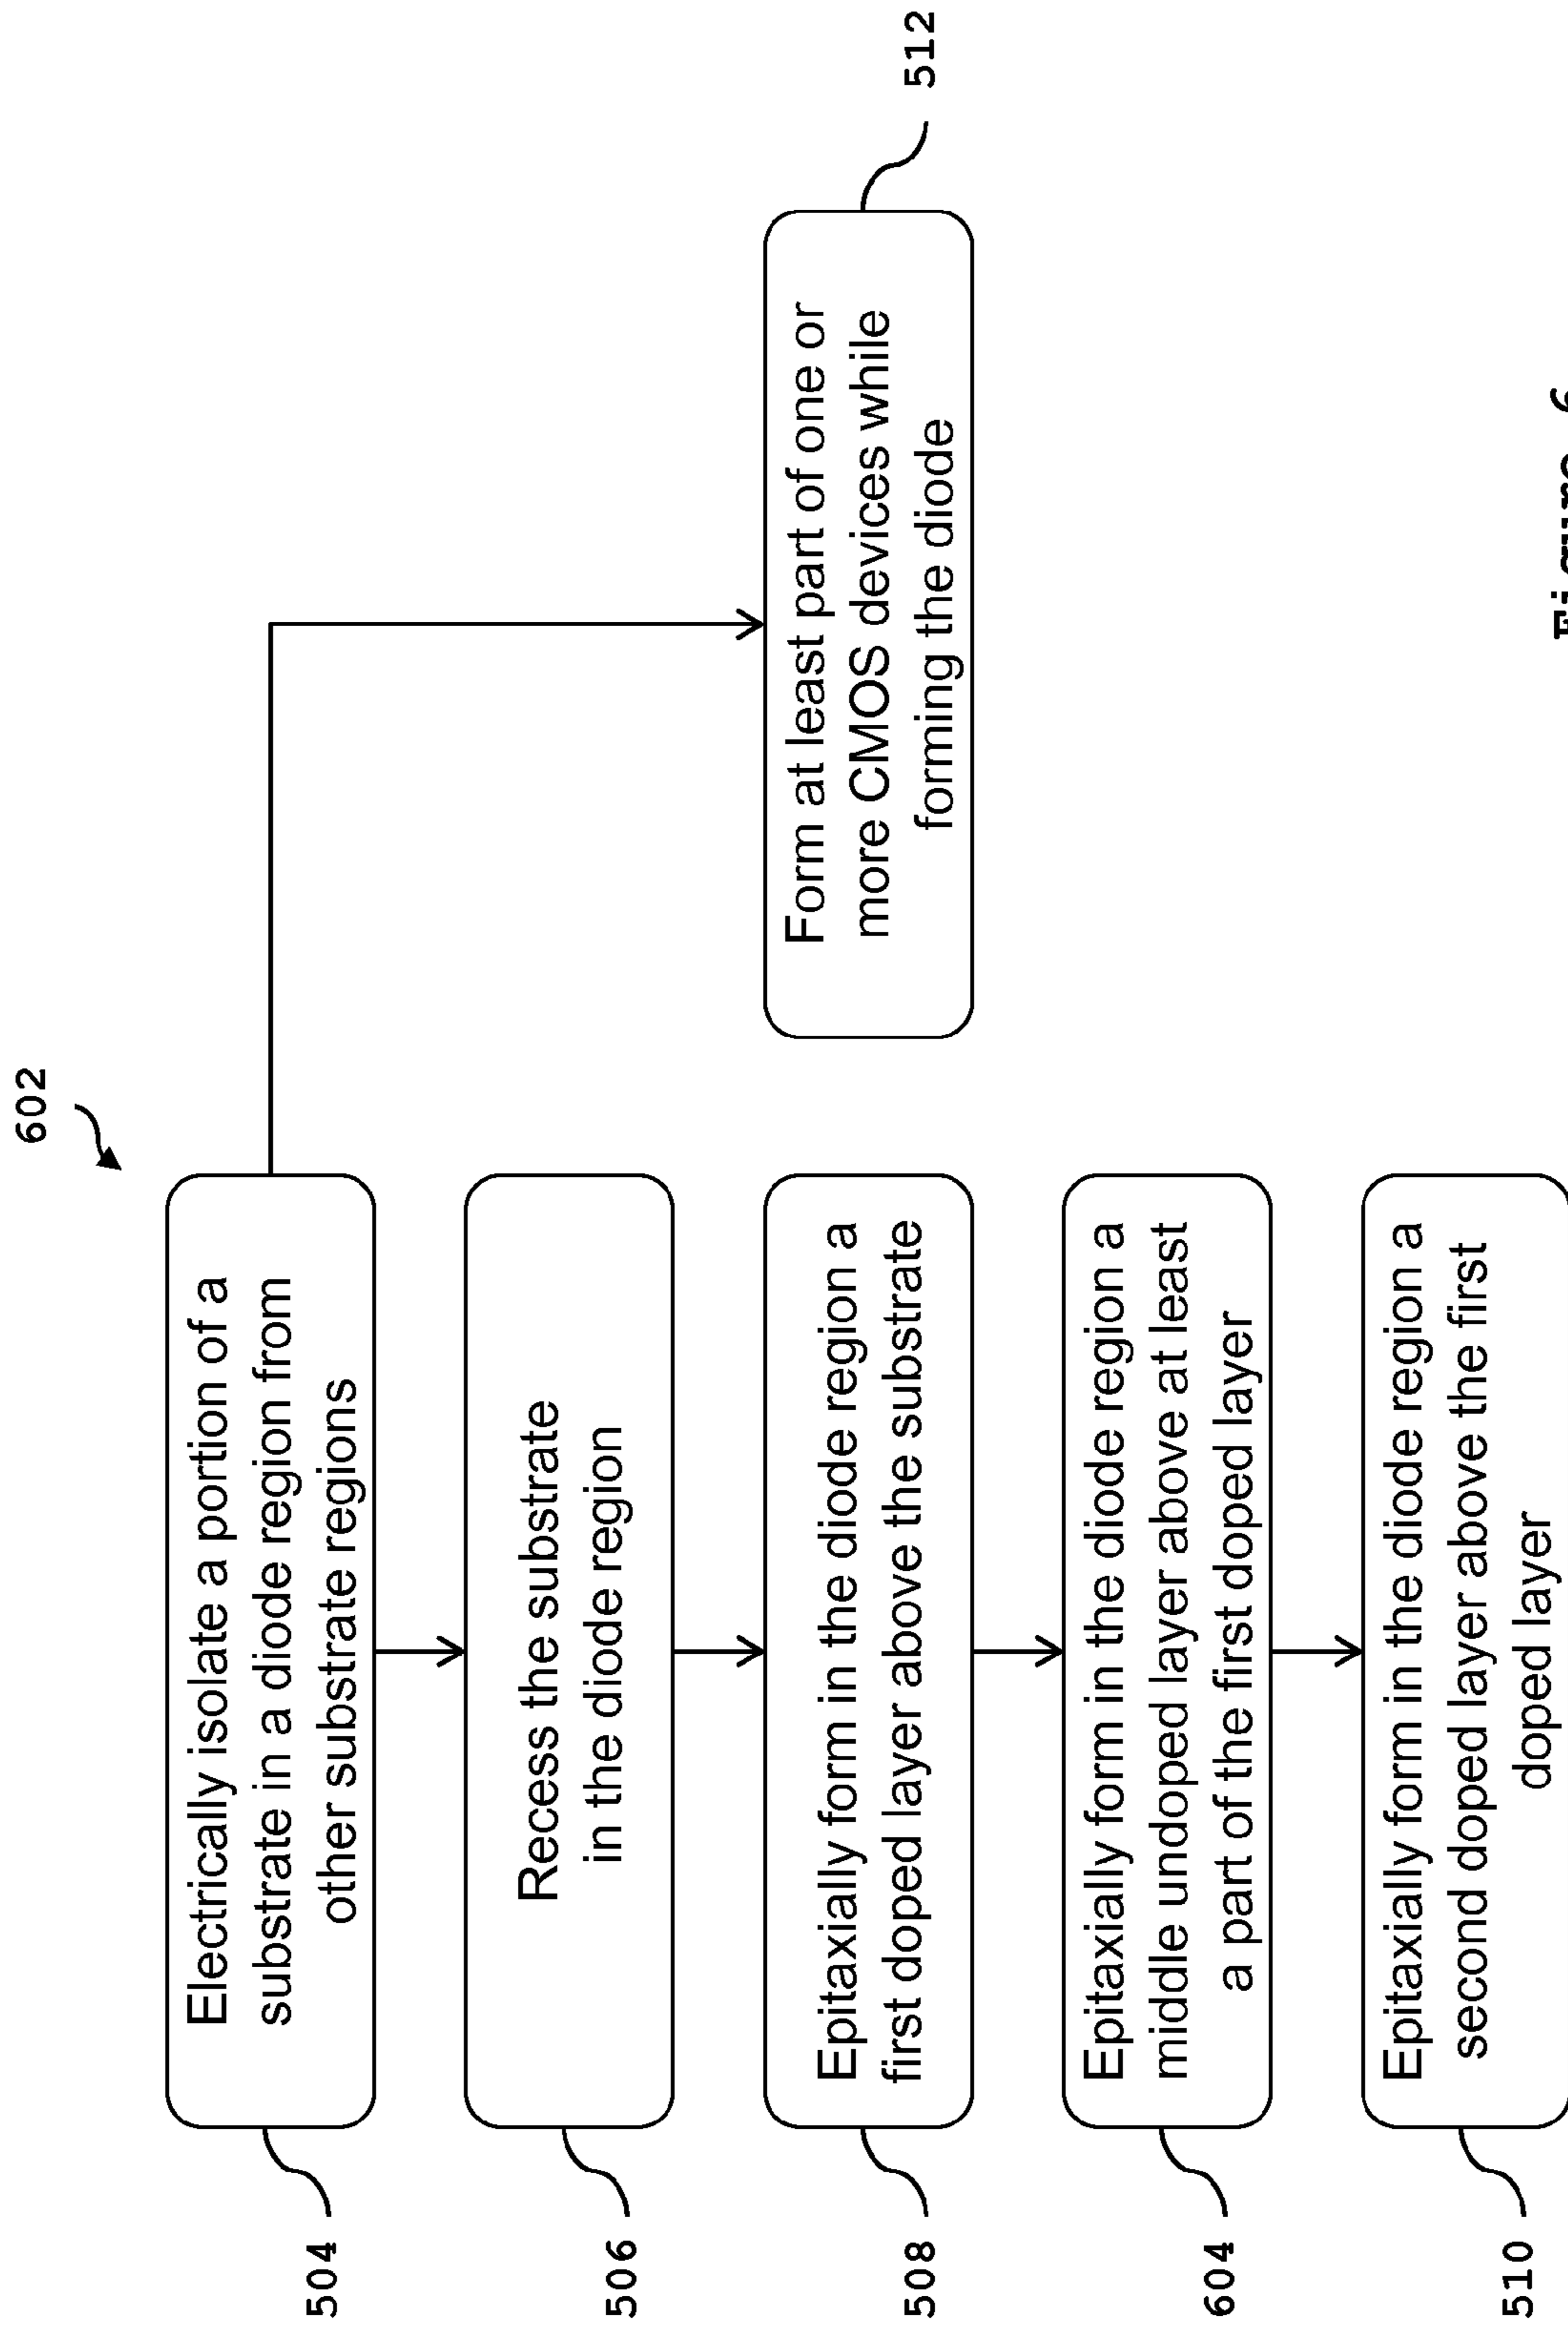 602
504
Electrically isolate a portion of a
substrate in a diode region from
other substrate regions
506
Recess the substrate
in the diode region
508
Epitaxially form in the diode region a
first doped layer above the substrate
Form at least part of one or
more CMOS devices while
forming the diode
512
604
Epitaxially form in the diode region a
middle undoped layer above at least
a part of the first doped layer
510
Epitaxially form in the diode region a
second doped layer above the first
doped layer
Figure 6